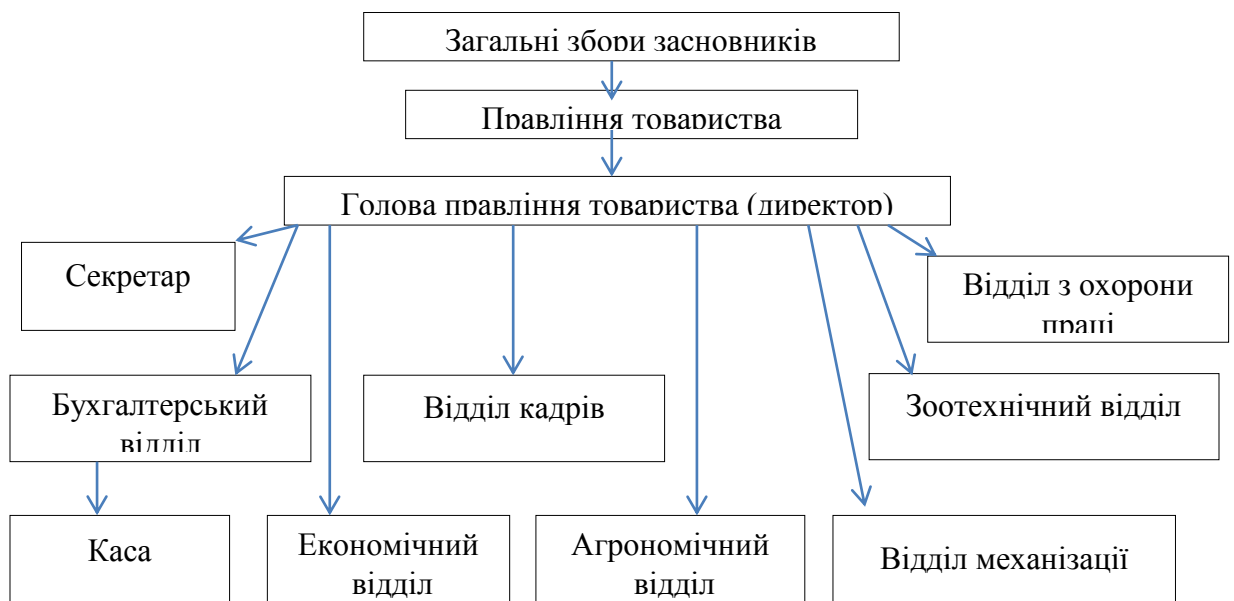 Загальні збори засновників
Правління товариства
Голова правління товариства (директор)
Секретар
Відділ з охорони
праці
Бухгалтерський
відділ
Відділ кадрів
Зоотехнічний відділ
Каса
Економічний
відділ
Агрономічний
відділ
Відділ механізації